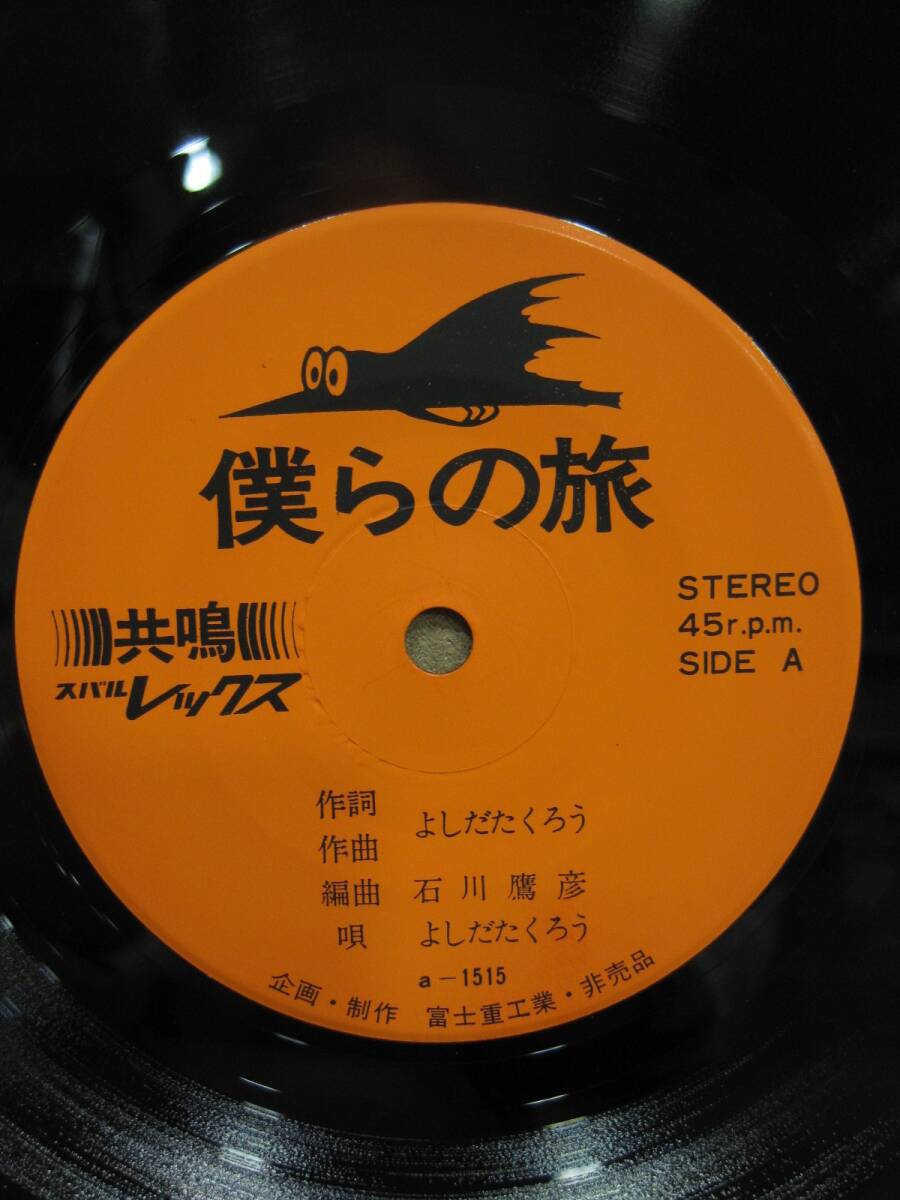 僕らの旅
共鳴
スバル レックス
STEREO
45r.p.m.
SIDE A
作詞
作曲 よしだたくろう
編曲 石川鷹彦
唄 よしだたくろう
a-1515
企画・制作 富士重工業・非売品